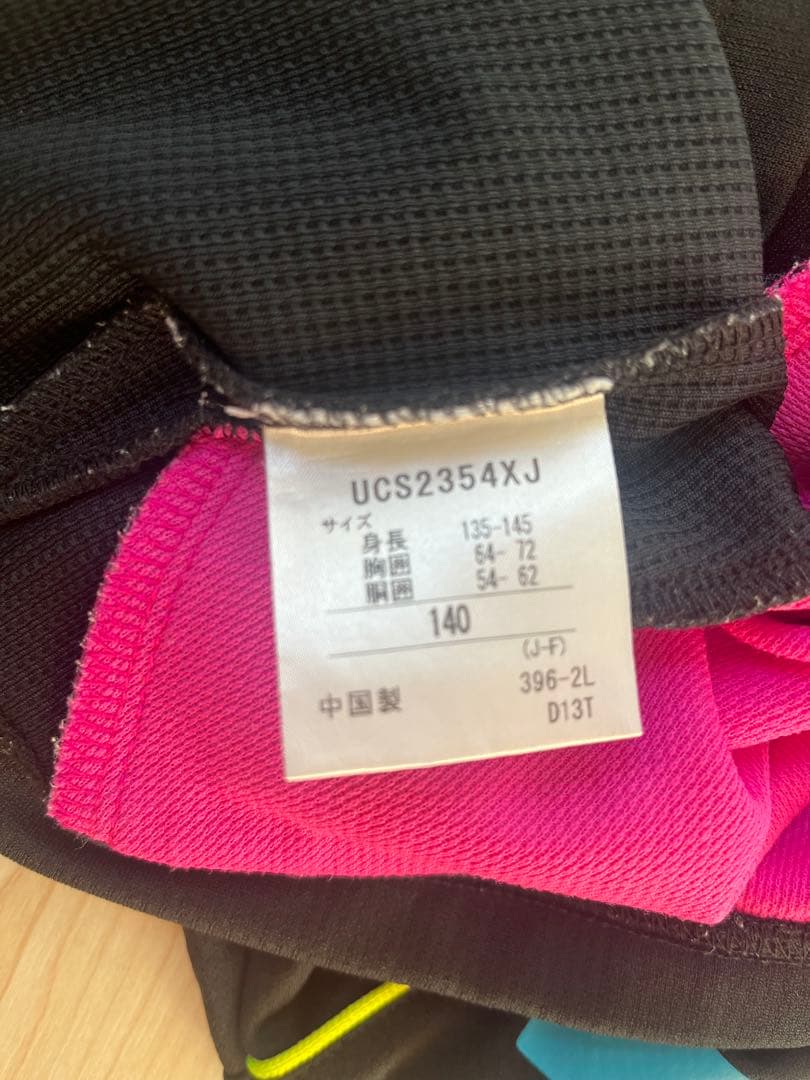 UCS2354XJ
サイズ
身長 135-145
胸囲 64- 72
胴囲 54- 62
140
(J-F)
中国製 396-2L
D13T